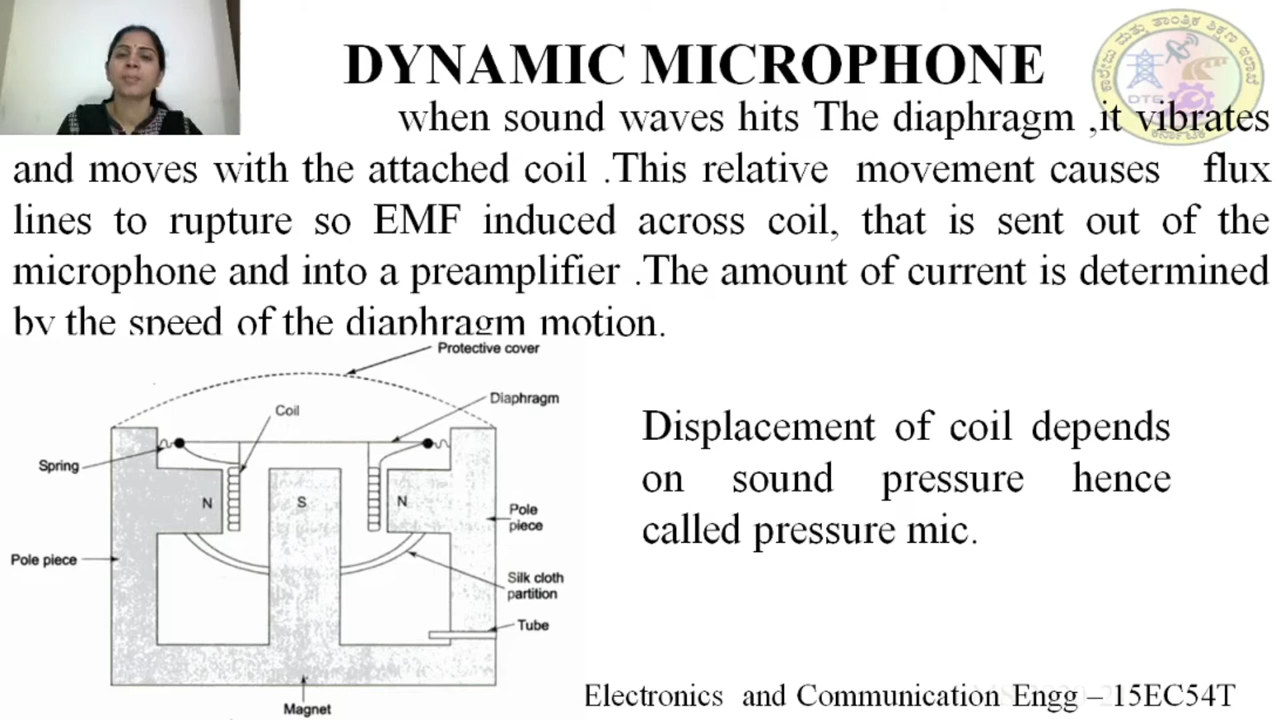 DYNAMIC MICROPHONE
when sound waves hits The diaphragm ,it vibrates
and moves with the attached coil .This relative movement causes flux
lines to rupture so EMF induced across coil, that is sent out of the
microphone and into a preamplifier .The amount of current is determined
by the speed of the diaphragm motion.
Protective cover
Diaphragm
Coil
Spring
N
S
N
Pole
piece
Pole piece
Silk cloth
partition
Tube
Magnet
Displacement of coil depends
on sound pressure hence
called pressure mic.
Electronics and Communication Engg – 15EC54T
DTE